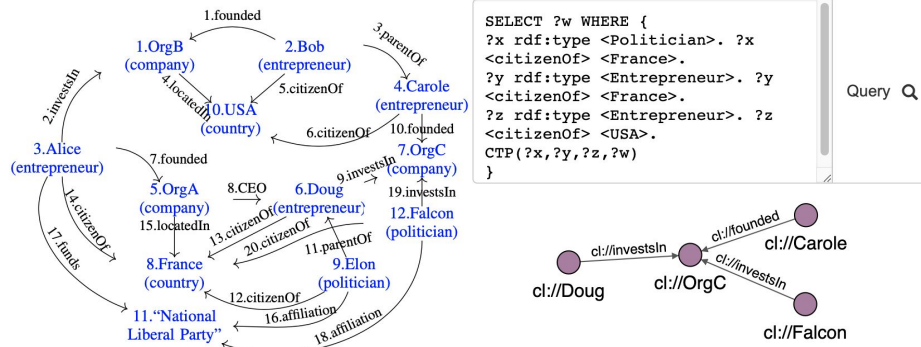 1.founded
1.OrgB
(company)
2.Bob
(entrepreneur)
3.parentOf
2.investsIn
4.locatedIn
5.citizenOf
4.Carole
(entrepreneur)
10.USA
(country)
6.citizenOf
10.founded
3.Alice
(entrepreneur)
7.founded
7.OrgC
(company)
9.investsIn
8.CEO
5.OrgA
(company)
6.Doug
(entrepreneur)
19.investsIn
12.Falcon
(politician)
14.citizenOf
15.locatedIn
13.citizenOf
20.citizenOf
11.parentOf
17.funds
8.France
(country)
9.Elon
(politician)
12.citizenOf
16.affiliation
18.affiliation
11.“National
Liberal Party”
SELECT ?w WHERE {
?x rdf:type <Politician>. ?x
<citizenOf> <France>.
?y rdf:type <Entrepreneur>. ?y
<citizenOf> <France>.
?z rdf:type <Entrepreneur>. ?z
<citizenOf> <USA>.
CTP(?x,?y,?z,?w)
}
Query
cl://founded
cl://Carole
cl://investsIn
cl://Doug
cl://OrgC
cl://investsIn
cl://Falcon